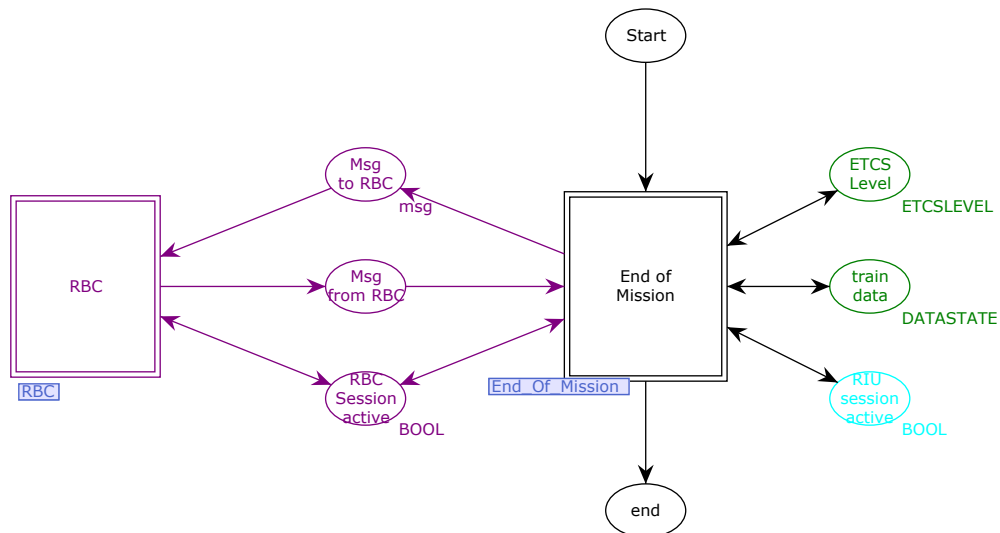 Start
Msg
to RBC
msg
ETCS
Level
ETCSLEVEL
RBC
Msg
from RBC
End of
Mission
train
data
DATASTATE
RBC
RBC
Session
active
BOOL
End_Of_Mission
RIU
session
active
BOOL
end